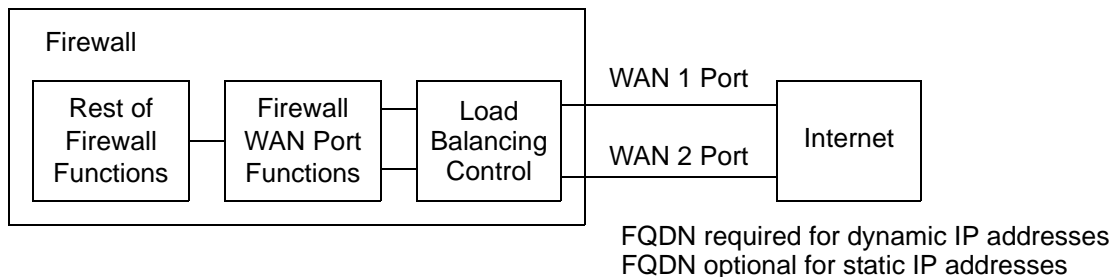 Firewall
Rest of
Firewall
Functions
Firewall
WAN Port
Functions
Load
Balancing
Control
WAN 1 Port
WAN 2 Port
Internet
FQDN required for dynamic IP addresses
FQDN optional for static IP addresses